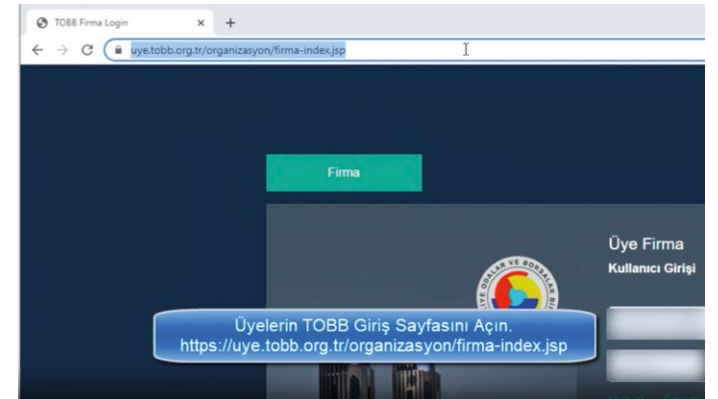 TOBB Firma Login
uye.tobb.org.tr/organizasyon/firma-index.jsp
Firma
Üye Firma
Kullanıcı Girişi
Üyelerin TOBB Giriş Sayfasını Açın.
https://uye.tobb.org.tr/organizasyon/firma-index.jsp